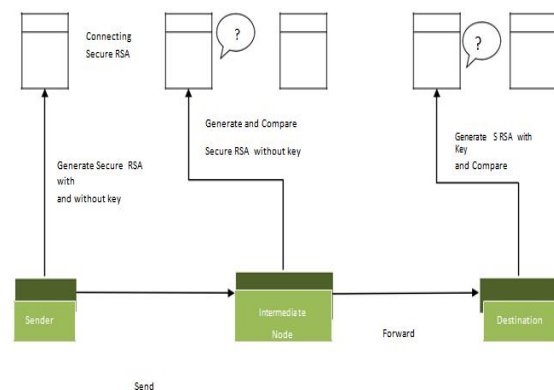 Connecting
Secure RSA
?
?
Generate and Compare
Secure RSA without key
Generate S RSA with
Key
and Compare
Generate Secure RSA
with
and without key
Sender
Intermediate
Node
Destination
Forward
Send